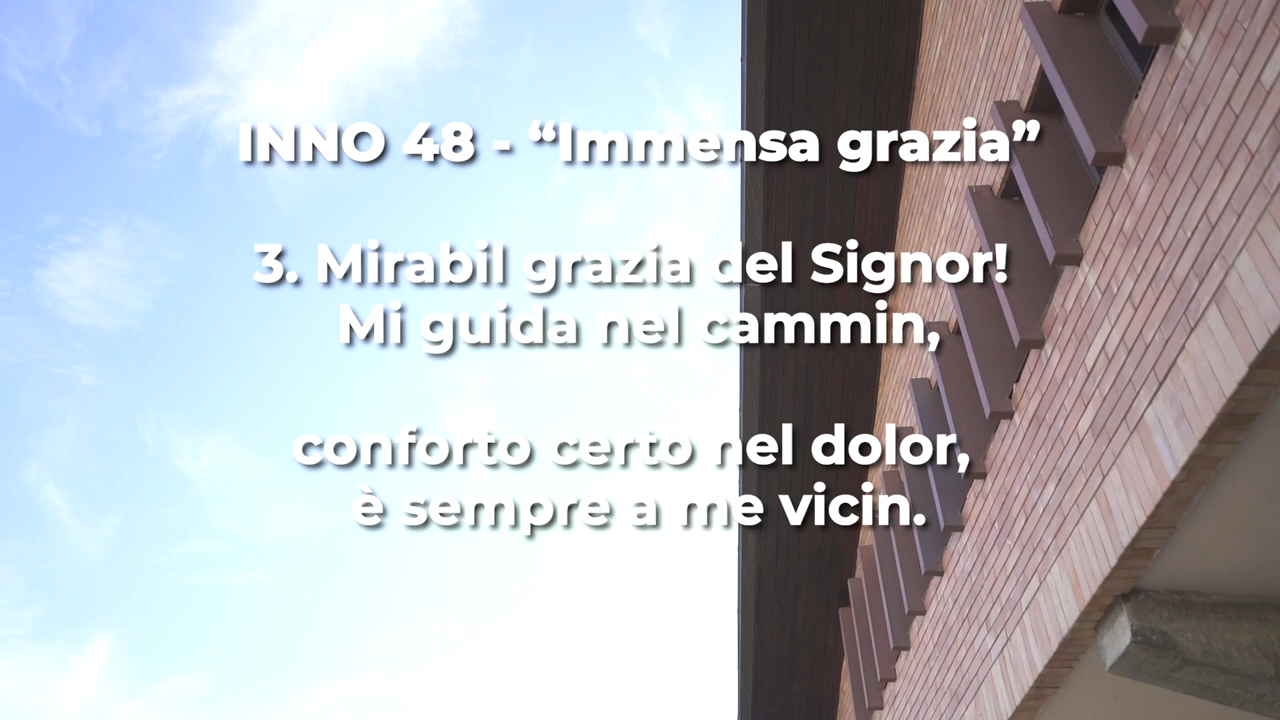 INNO 48 - “Immensa grazia”
3. Mirabil grazia del Signor!
Mi guida nel cammin,
conforto certo nel dolor,
è sempre a me vicin.